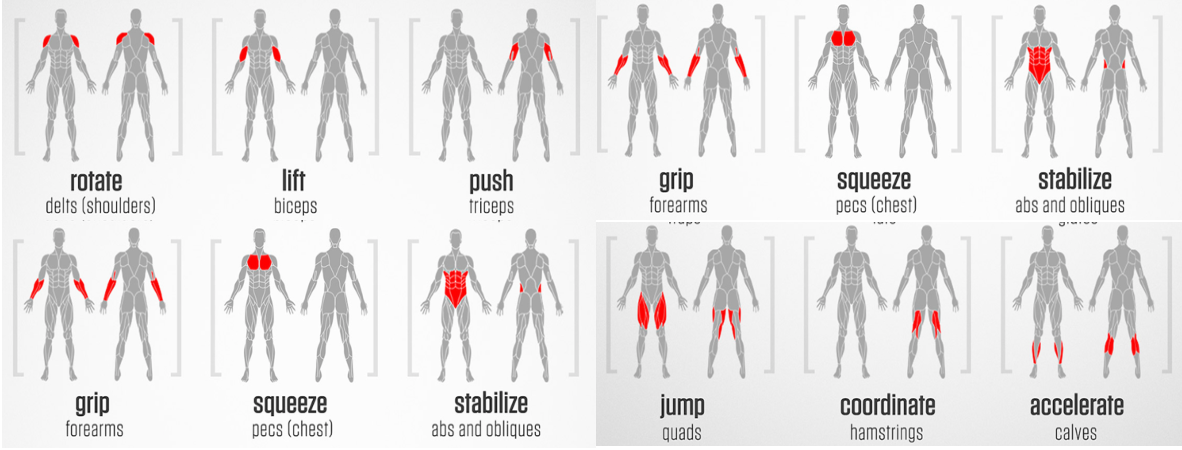 rotate
delts (shoulders)
lift
biceps
push
triceps
grip
forearms
squeeze
pecs (chest)
stabilize
abs and obliques
grip
forearms
squeeze
pecs (chest)
stabilize
abs and obliques
jump
quads
coordinate
hamstrings
accelerate
calves